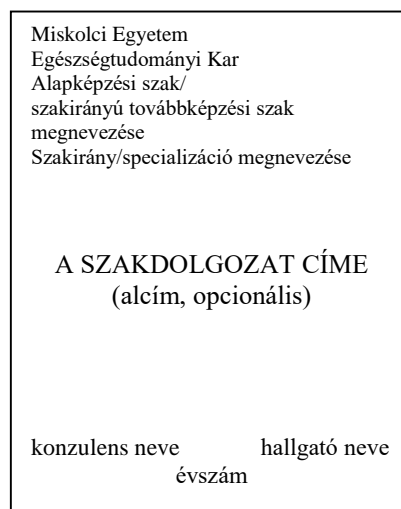 Miskolci Egyetem
Egészségtudományi Kar
Alapképzési szak/
szakirányú továbbképzési szak
megnevezése
Szakirány/specializáció megnevezése
A SZAKDOLGOZAT CÍME
(alcím, opcionális)
konzulens neve hallgató neve
évszám